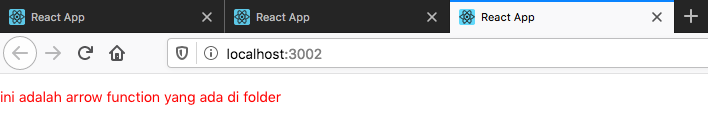 React App
React App
React App
localhost:3002
ini adalah arrow function yang ada di folder